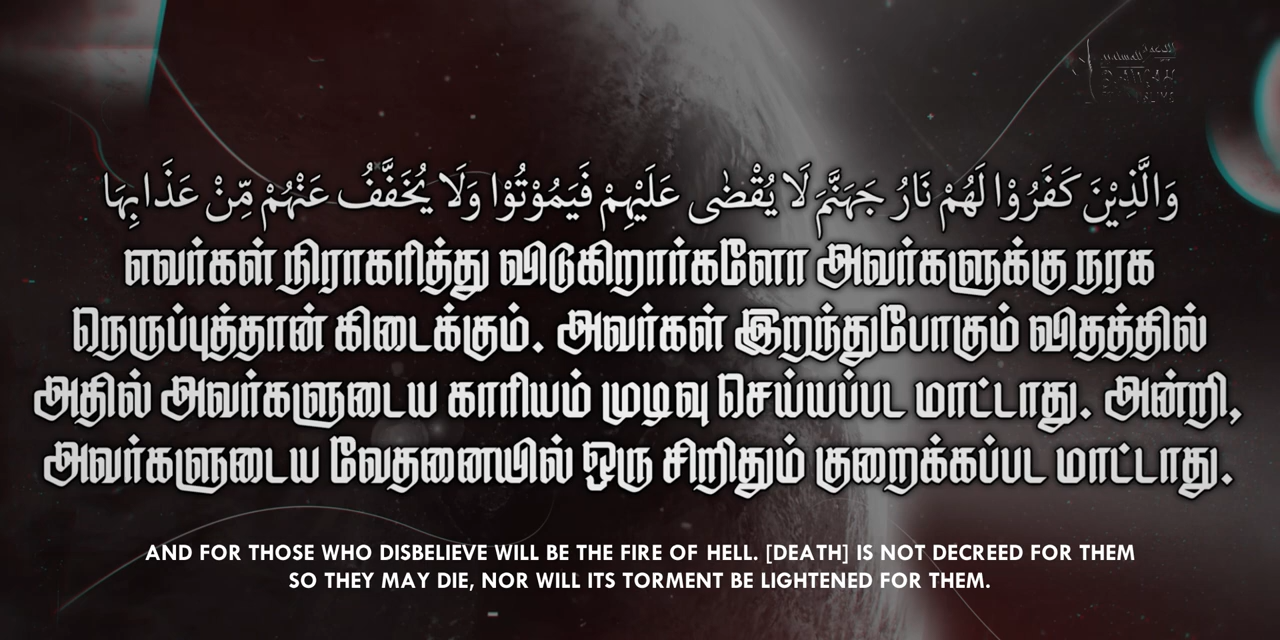 وَالَّذِيْنَ كَفَرُوْا لَهُمْ نَارُ جَهَنَّمَ لَا يُقْضٰى عَلَيْهِمْ فَيَمُوْتُوْا وَلَا يُخَفَّفُ عَنْهُمْ مِّنْ عَذَابِهَا
எவர்கள் நிராகரித்து விடுகிறார்களோ அவர்களுக்கு நரக
நெருப்புத்தான் கிடைக்கும். அவர்கள் இறந்துபோகும் விதத்தில்
அதில் அவர்களுடைய காரியம் முடிவு செய்யப்பட மாட்டாது. அன்றி,
அவர்களுடைய வேதனையில் ஒரு சிறிதும் குறைக்கப்பட மாட்டாது.
AND FOR THOSE WHO DISBELIEVE WILL BE THE FIRE OF HELL. [DEATH] IS NOT DECREED FOR THEM
SO THEY MAY DIE, NOR WILL ITS TORMENT BE LIGHTENED FOR THEM.